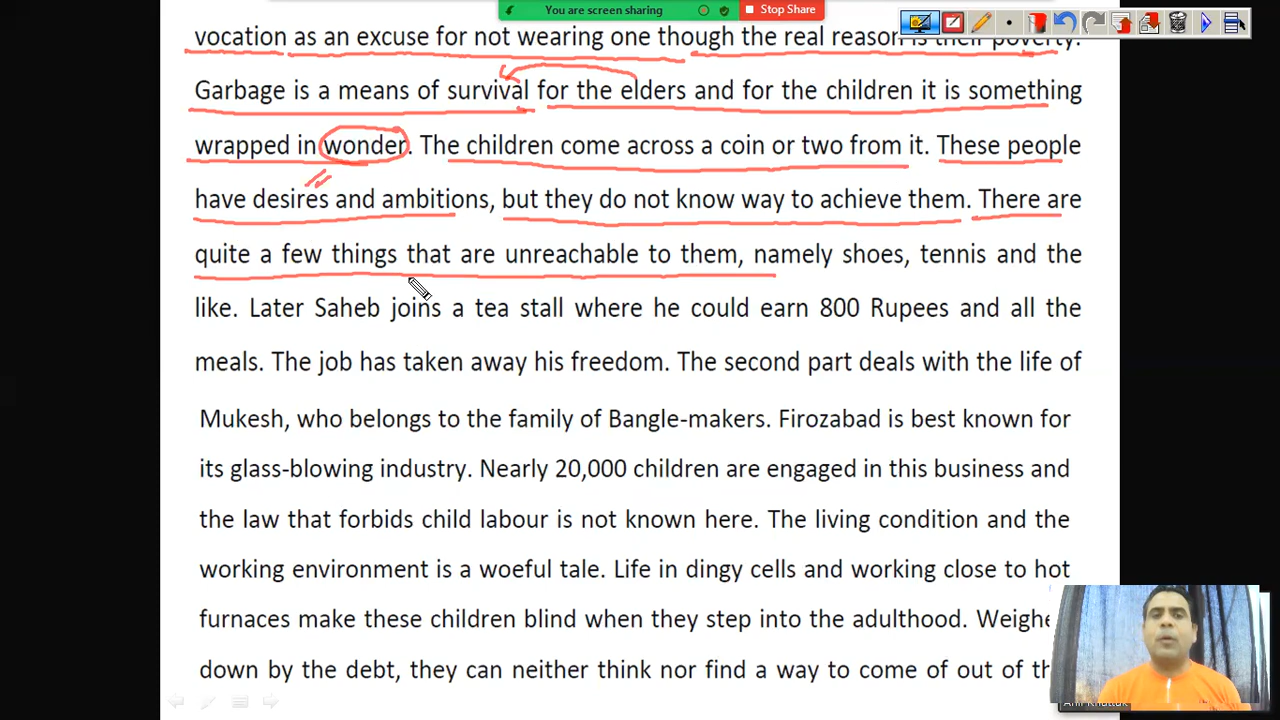 You are screen sharing
Stop Share
vocation as an excuse for not wearing one though the real reason is their poverty.
Garbage is a means of survival for the elders and for the children it is something
wrapped in wonder. The children come across a coin or two from it. These people
have desires and ambitions, but they do not know way to achieve them. There are
quite a few things that are unreachable to them, namely shoes, tennis and the
like. Later Saheb joins a tea stall where he could earn 800 Rupees and all the
meals. The job has taken away his freedom. The second part deals with the life of
Mukesh, who belongs to the family of Bangle-makers. Firozabad is best known for
its glass-blowing industry. Nearly 20,000 children are engaged in this business and
the law that forbids child labour is not known here. The living condition and the
working environment is a woeful tale. Life in dingy cells and working close to hot
furnaces make these children blind when they step into the adulthood. Weighe
down by the debt, they can neither think nor find a way to come of out of th